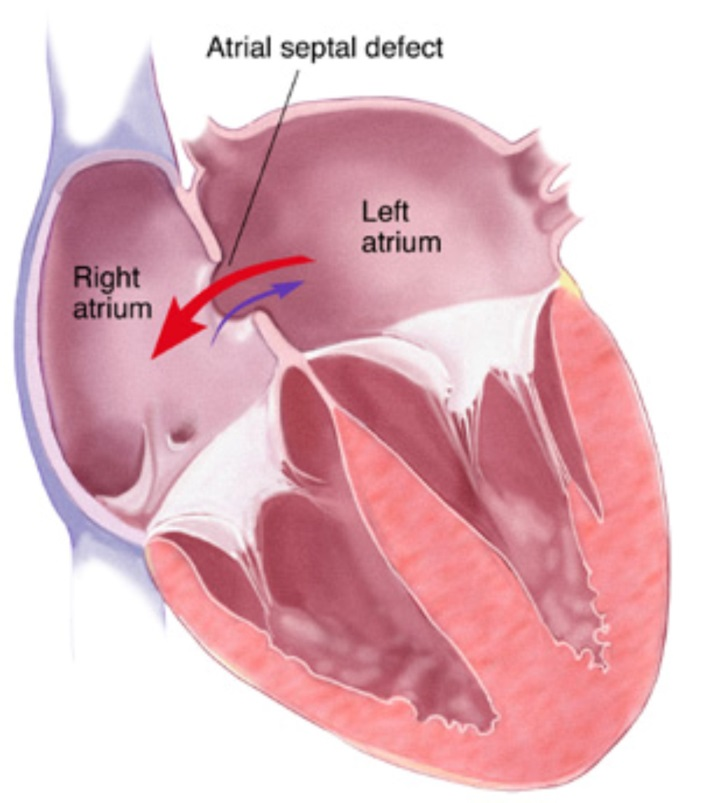 Atrial septal defect
Left
atrium
Right
atrium